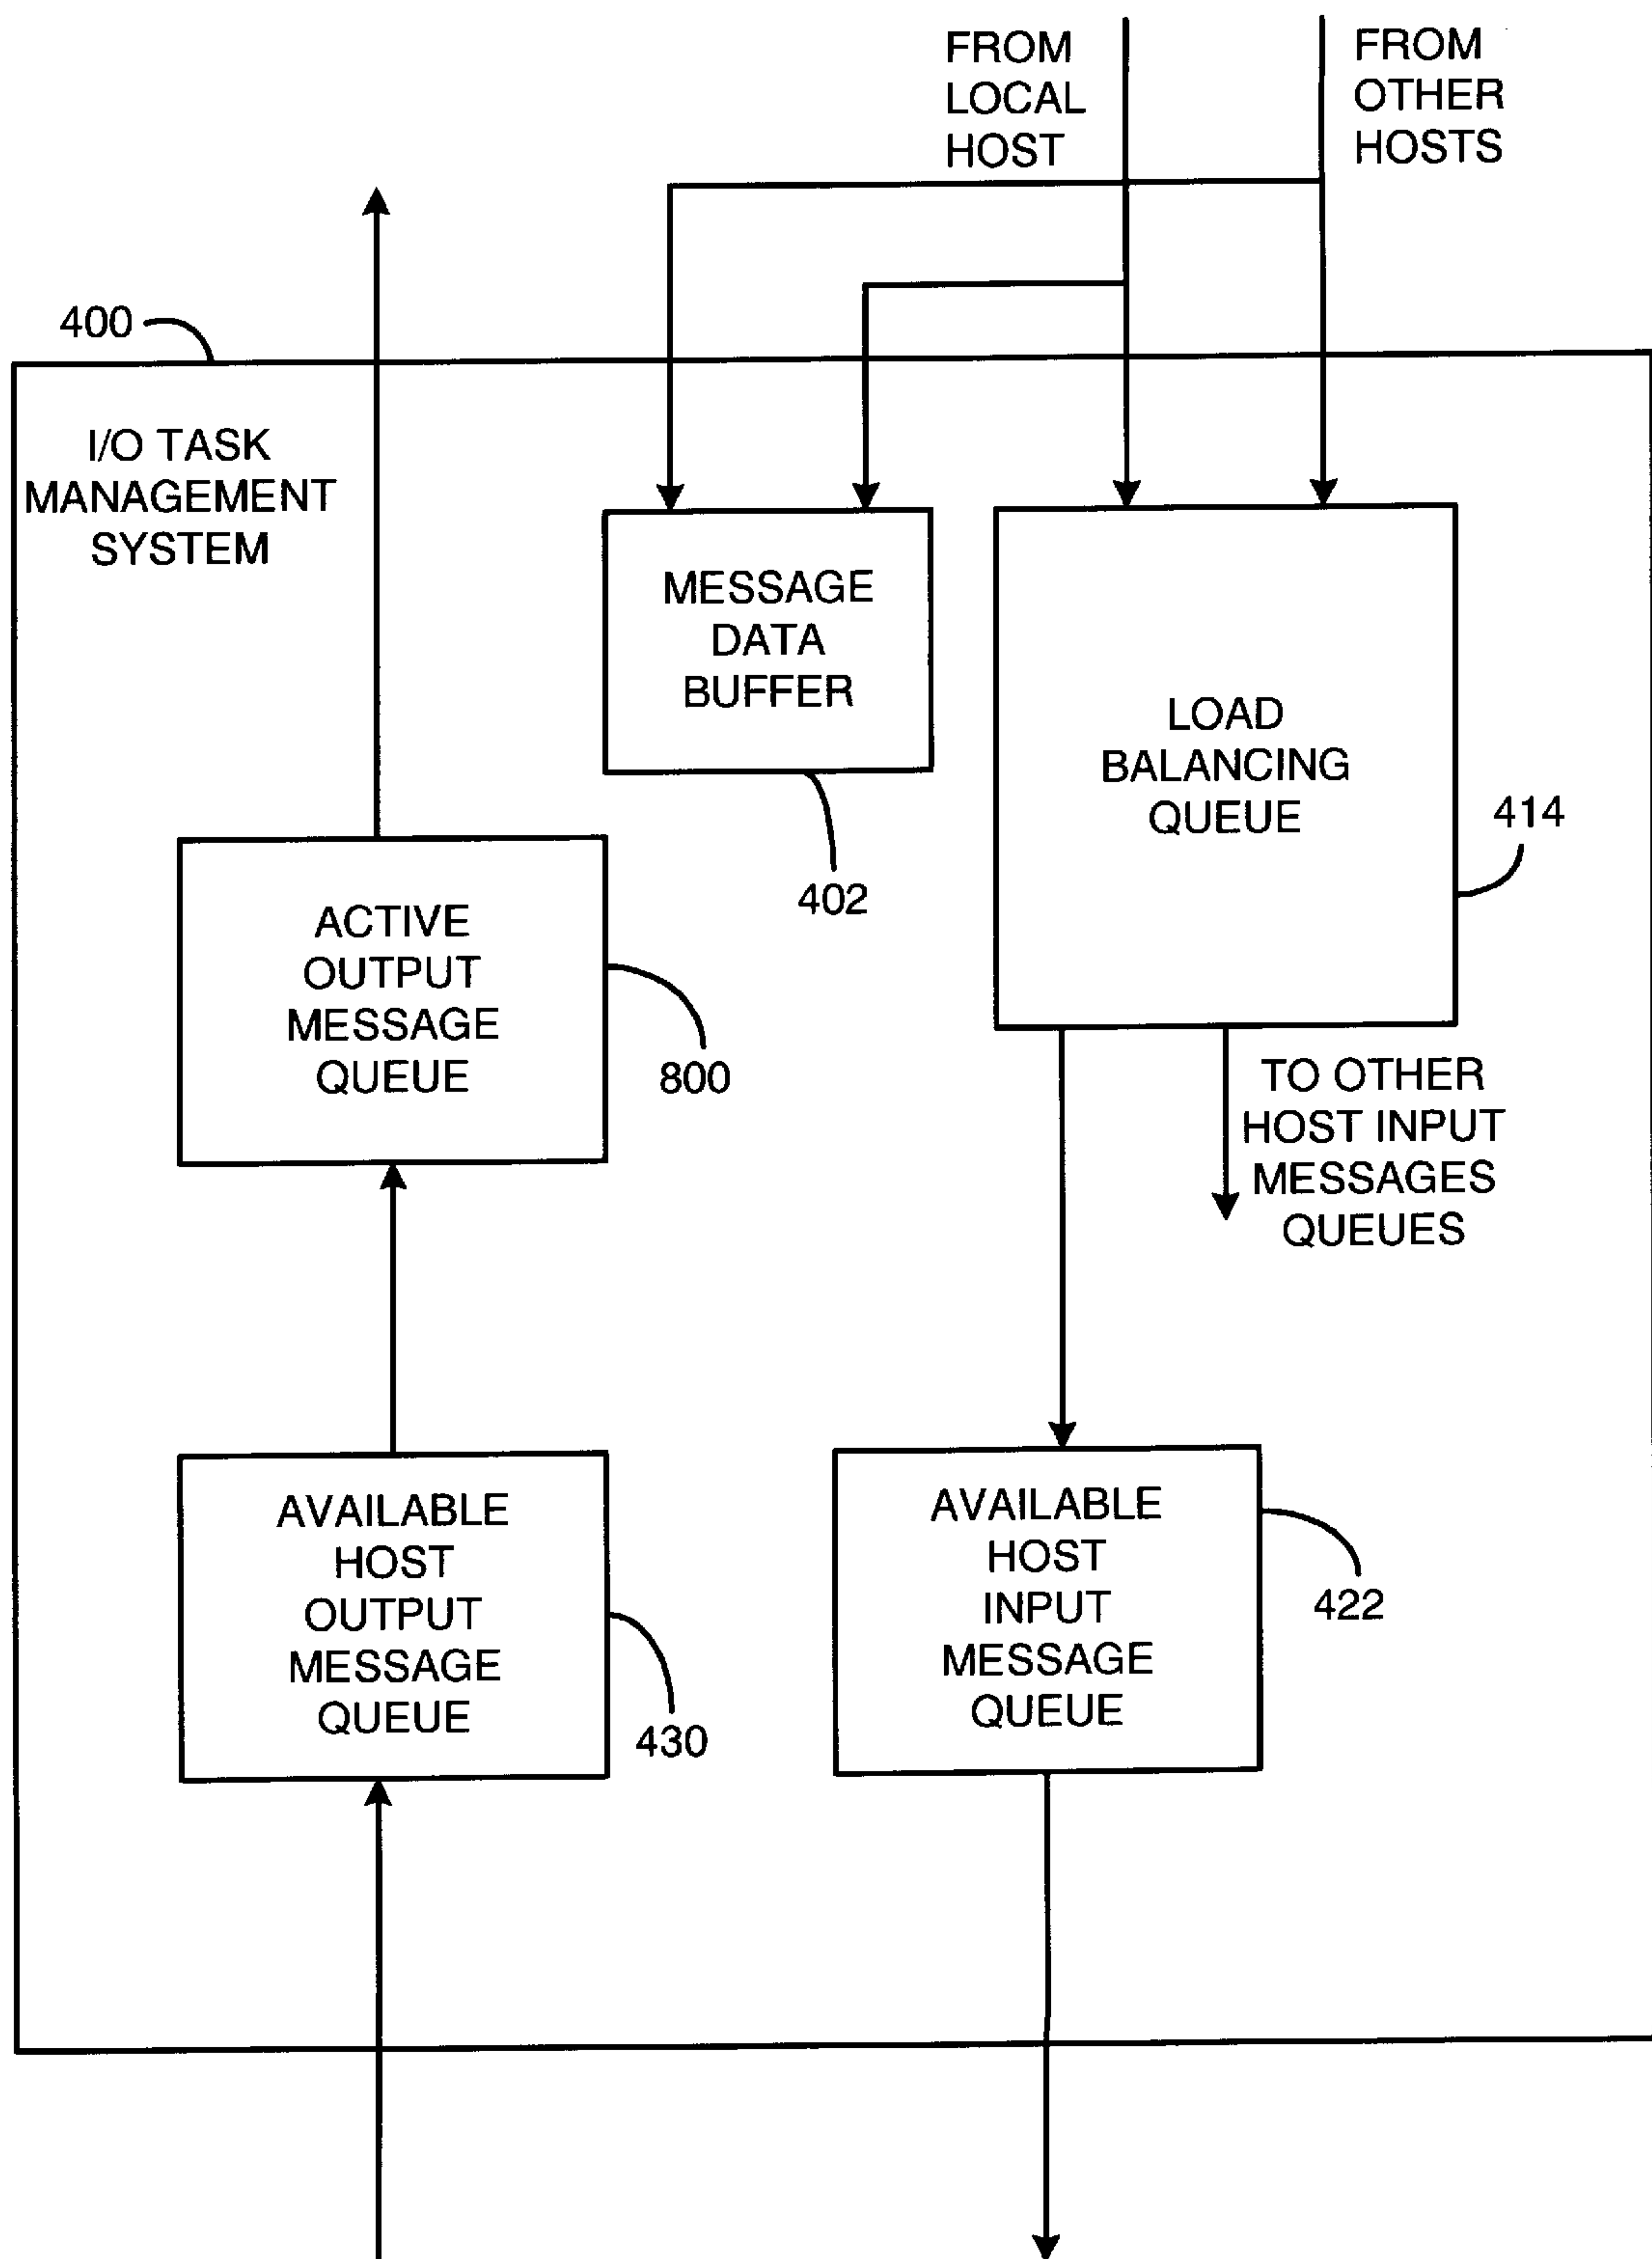 FROM
LOCAL
HOST
FROM
OTHER
HOSTS
400
I/O TASK
MANAGEMENT
SYSTEM
MESSAGE
DATA
BUFFER
402
LOAD
BALANCING
QUEUE
414
ACTIVE
OUTPUT
MESSAGE
QUEUE
800
TO OTHER
HOST INPUT
MESSAGES
QUEUES
AVAILABLE
HOST
OUTPUT
MESSAGE
QUEUE
430
AVAILABLE
HOST
INPUT
MESSAGE
QUEUE
422